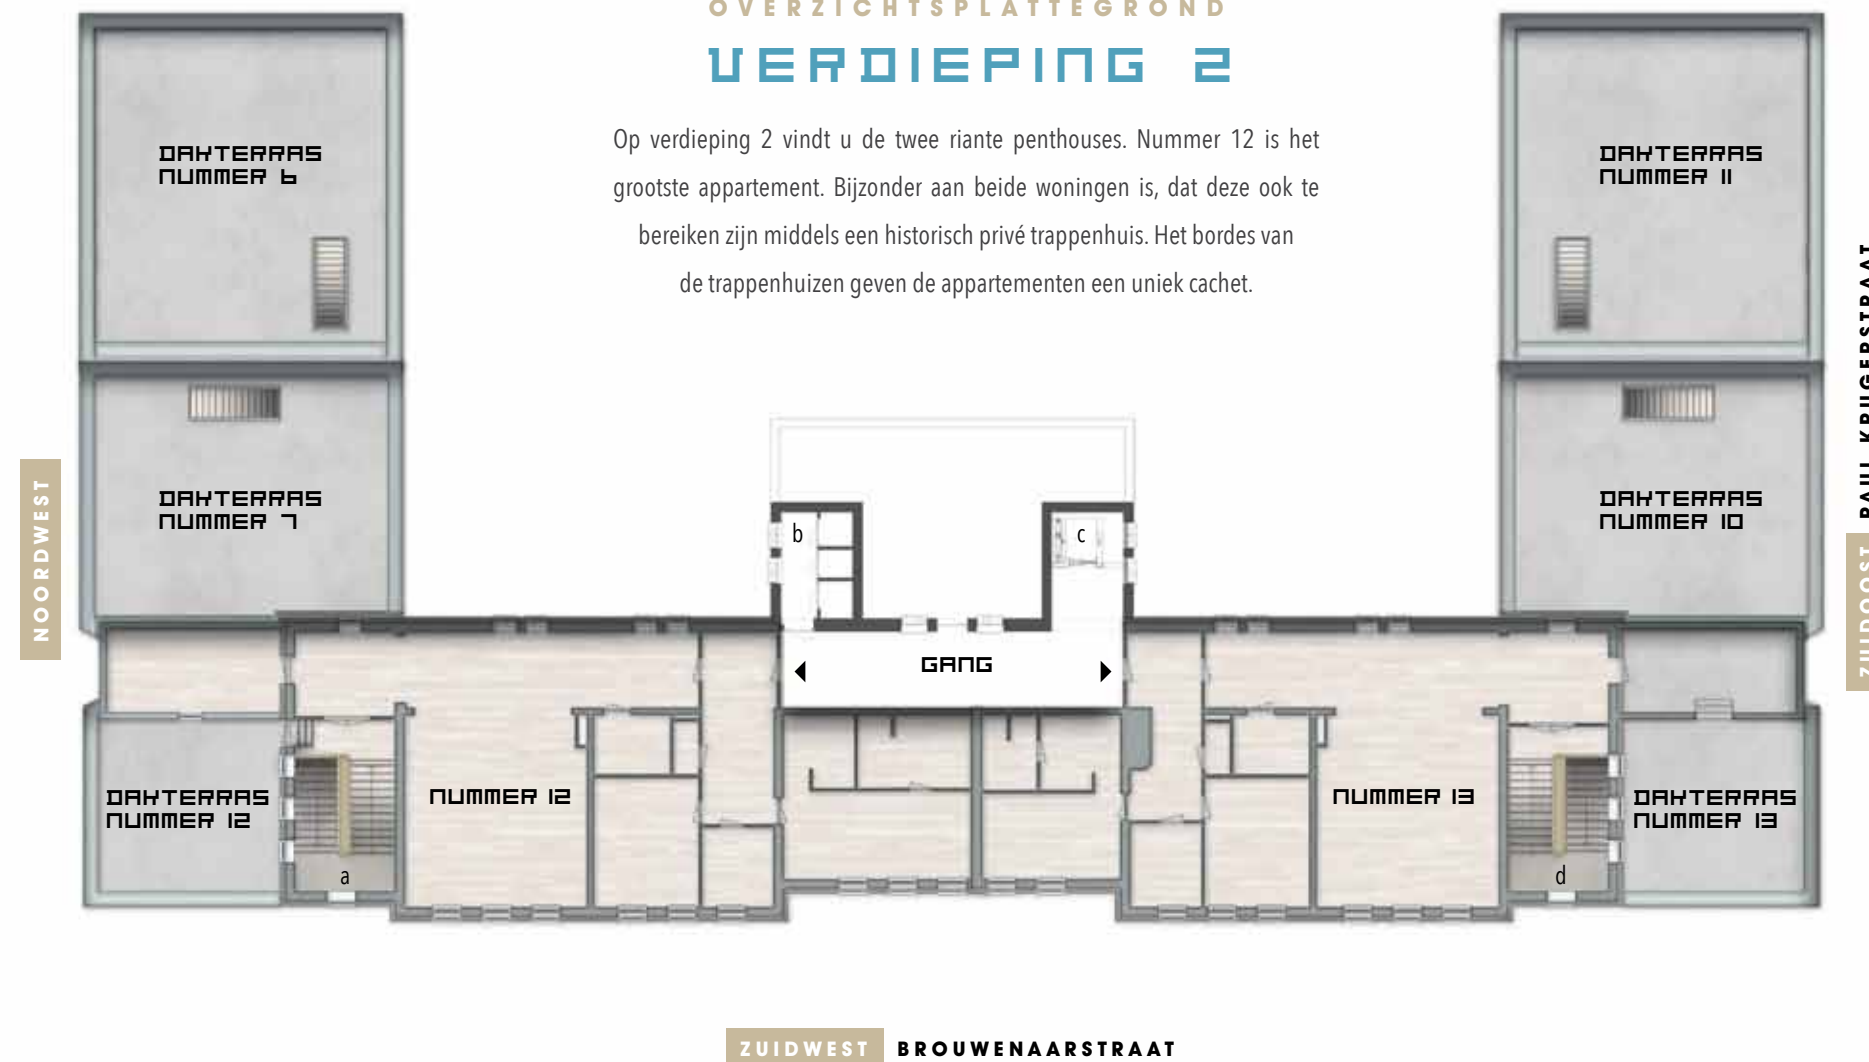 OVERZICHTSPLATTEGROND
VERDIEPING 2
Op verdieping 2 vindt u de twee riante penthouses. Nummer 12 is het
grootste appartement. Bijzonder aan beide woningen is, dat deze ook te
bereiken zijn middels een historisch privé trappenhuis. Het bordes van
de trappenhuizen geven de appartementen een uniek cachet.
DAKTERRAS
NUMMER 6
DAKTERRAS
NUMMER 11
DAKTERRAS
NUMMER 7
DAKTERRAS
NUMMER 10
NOORDWEST
ZUIDOOST PAUL KRUGERSTRAAT
b
c
GANG
DAKTERRAS
NUMMER 12
NUMMER 12
NUMMER 13
DAKTERRAS
NUMMER 13
a
d
ZUIDWEST BROUWENAARSTRAAT